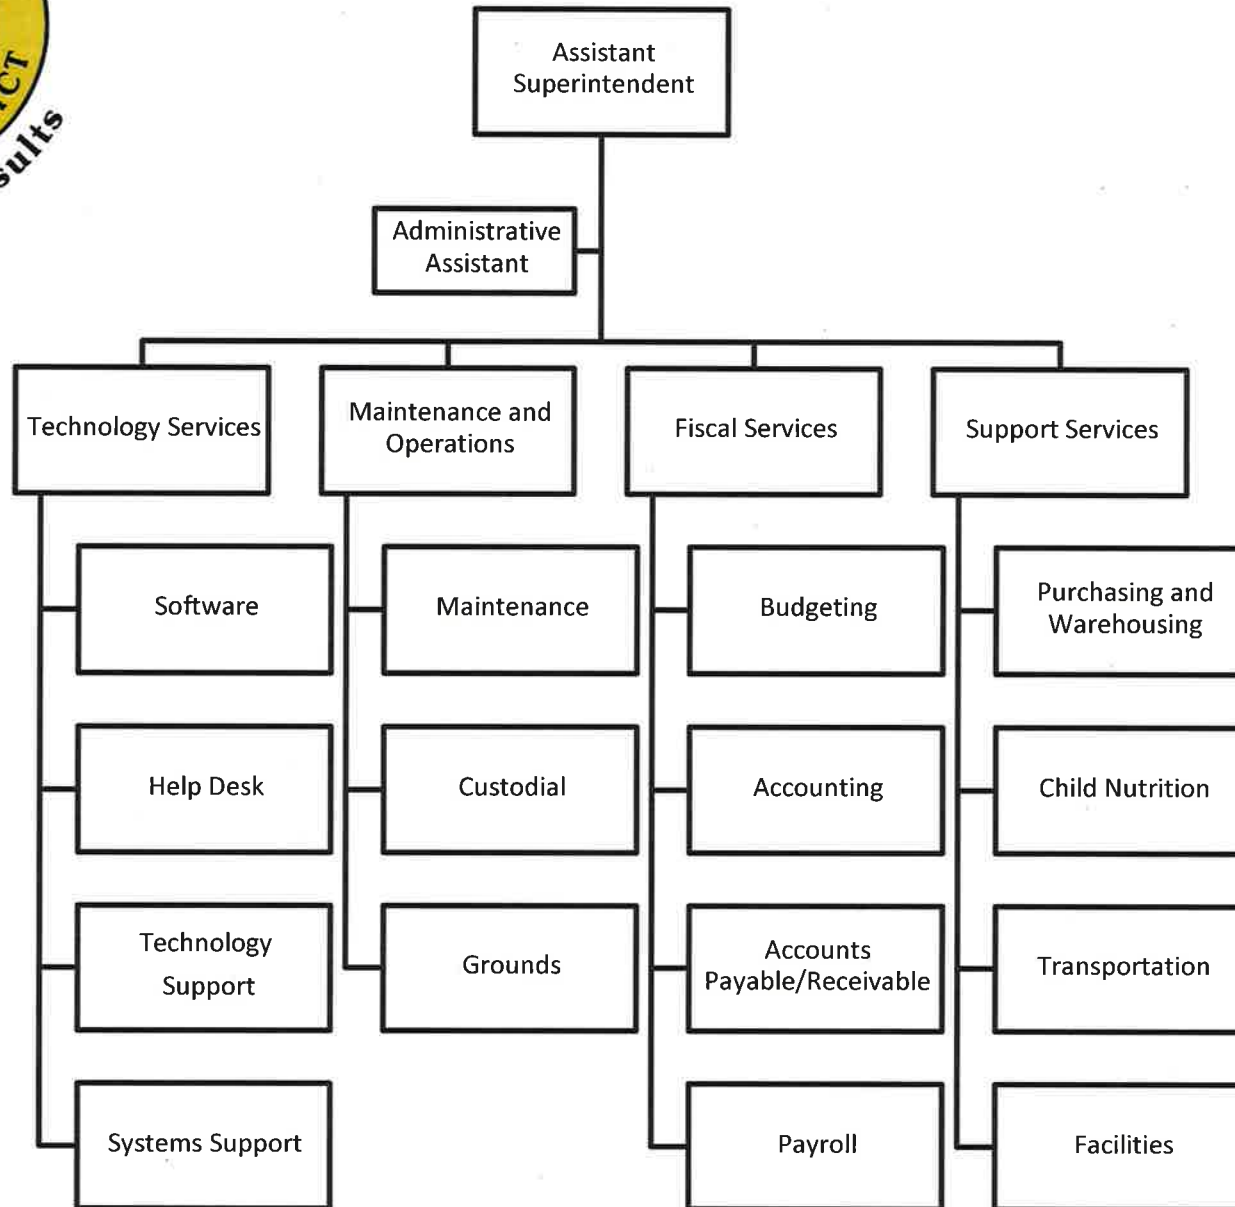 Assistant
Superintendent
Administrative
Assistant
Technology Services
Maintenance and
Operations
Fiscal Services
Support Services
Software
Maintenance
Budgeting
Purchasing and
Warehousing
Help Desk
Custodial
Accounting
Child Nutrition
Technology
Support
Grounds
Accounts
Payable/Receivable
Transportation
Systems Support
Payroll
Facilities